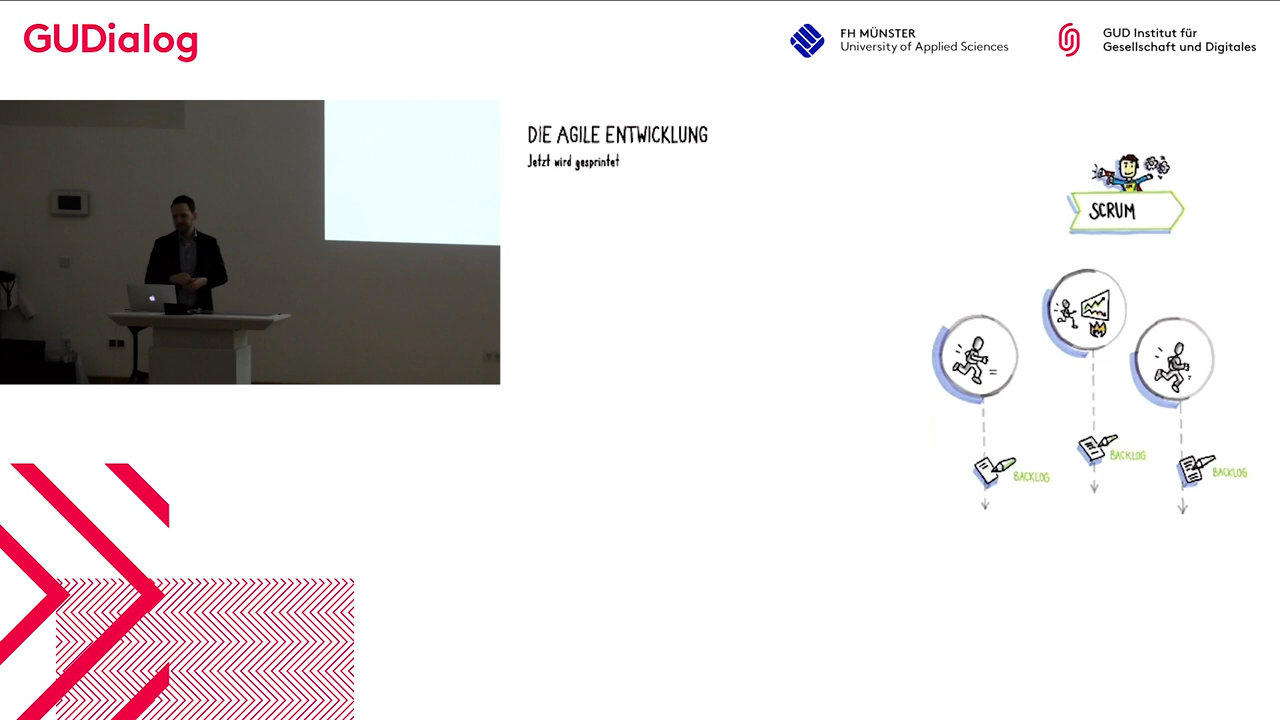 GUDialog
FH MÜNSTER
University of Applied Sciences
GUD Institut für
Gesellschaft und Digitales
DIE AGILE ENTWICKLUNG
Jetzt wird gesprintet
SCRUM
BACKLOG
BACKLOG
BACKLOG